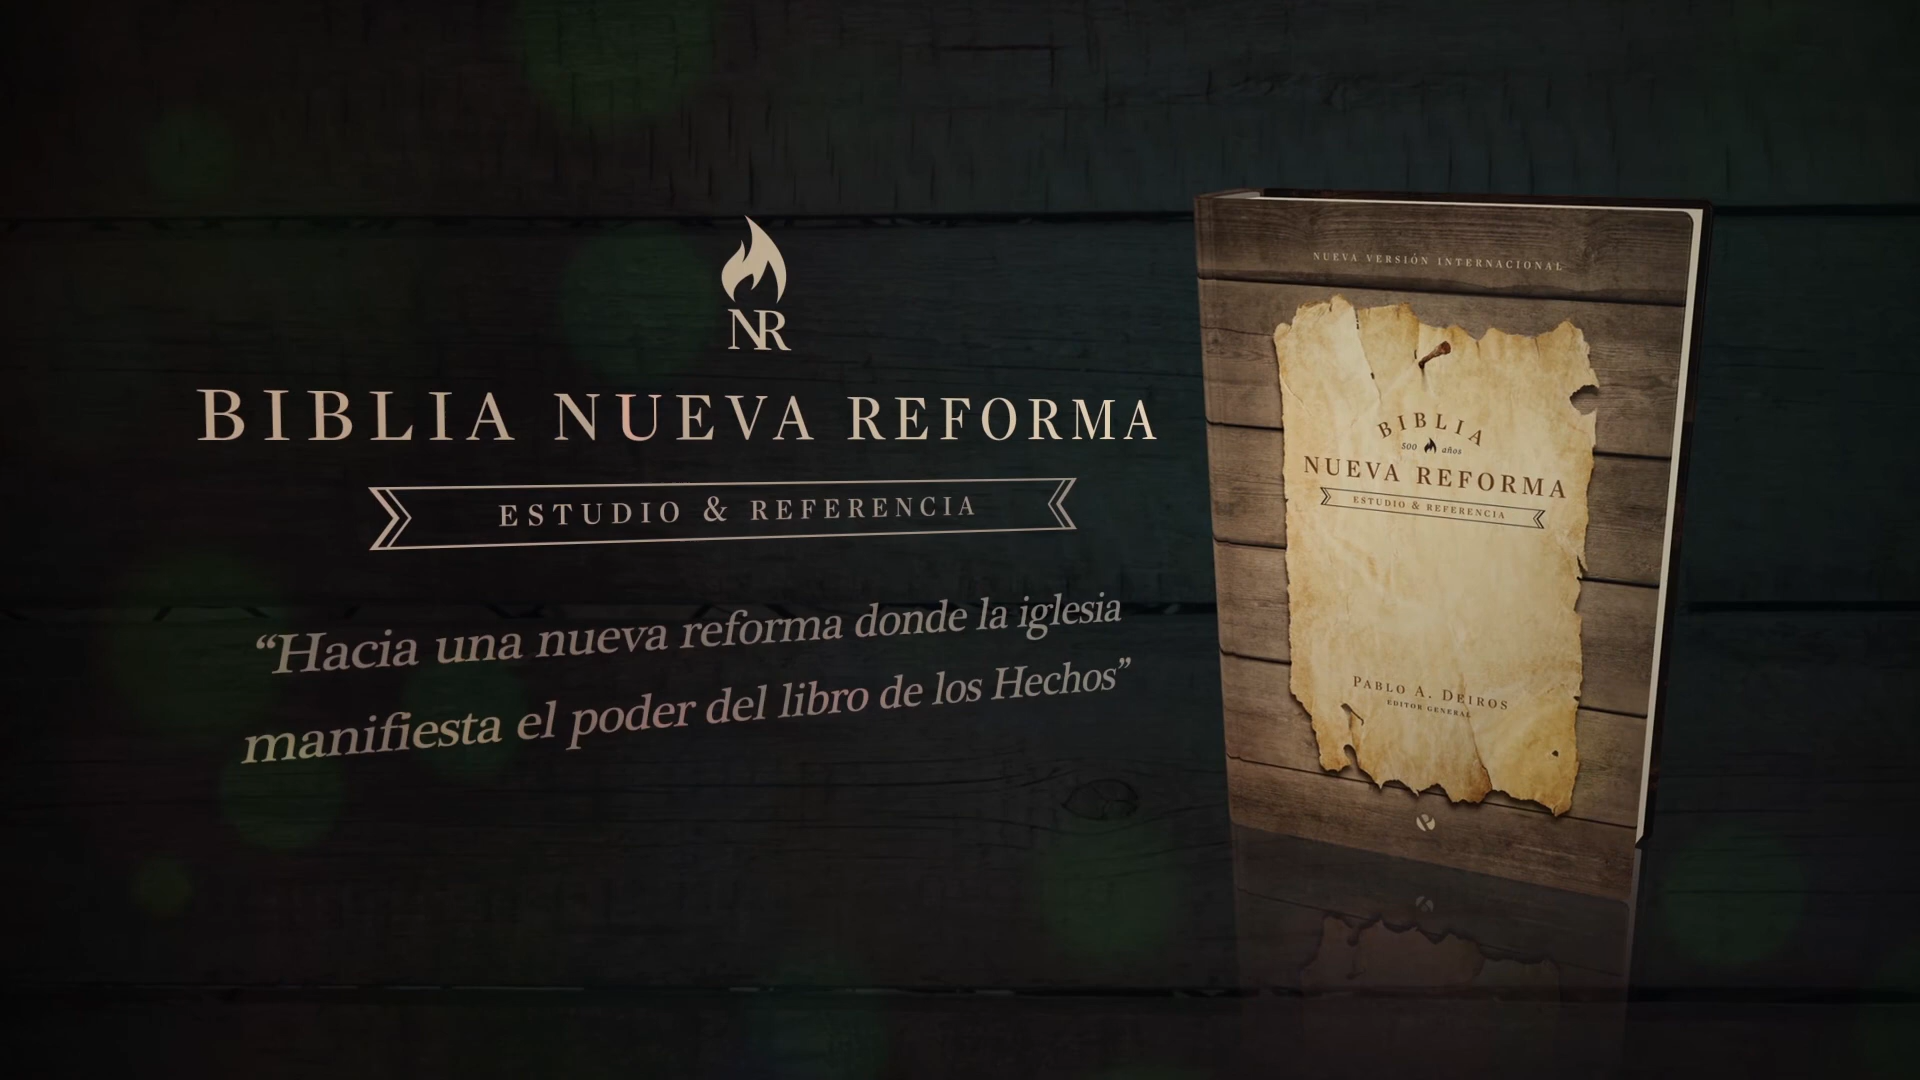 NR
BIBLIA NUEVA REFORMA
ESTUDIO & REFERENCIA
“Hacia una nueva reforma donde la iglesia
manifiesta el poder del libro de los Hechos”
NUEVA VERSIÓN INTERNACIONAL
BIBLIA
500 años
NUEVA REFORMA
ESTUDIO & REFERENCIA
PABLO A. DEIROS
EDITOR GENERAL